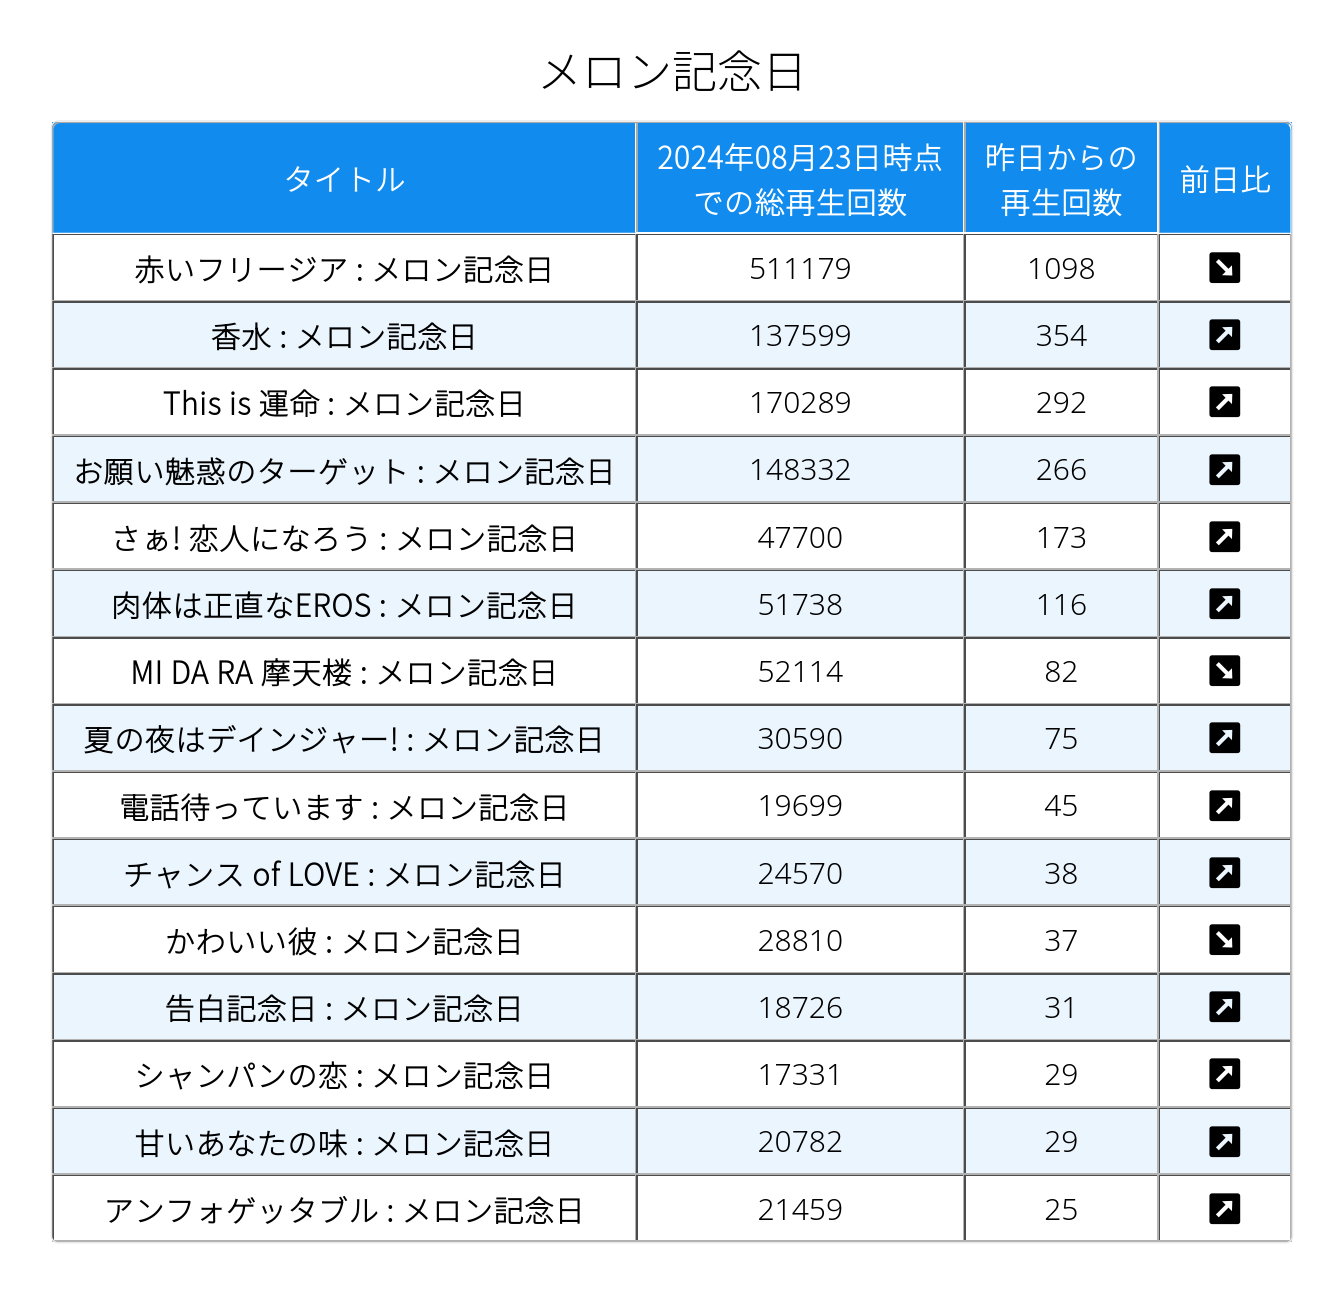 メロン記念日
タイトル 2024年08月23日時点での総再生回数 昨日からの再生回数 前日比
赤いフリージア : メロン記念日 511179 1098 ↘
香水 : メロン記念日 137599 354 ↗
This is 運命 : メロン記念日 170289 292 ↗
お願い魅惑のターゲット : メロン記念日 148332 266 ↗
さぁ! 恋人になろう : メロン記念日 47700 173 ↗
肉体は正直なEROS : メロン記念日 51738 116 ↗
MI DA RA 摩天楼 : メロン記念日 52114 82 ↘
夏の夜はデインジャー! : メロン記念日 30590 75 ↗
電話待っています : メロン記念日 19699 45 ↗
チャンス of LOVE : メロン記念日 24570 38 ↗
かわいい彼 : メロン記念日 28810 37 ↘
告白記念日 : メロン記念日 18726 31 ↗
シャンパンの恋 : メロン記念日 17331 29 ↗
甘いあなたの味 : メロン記念日 20782 29 ↗
アンフォゲッタブル : メロン記念日 21459 25 ↗